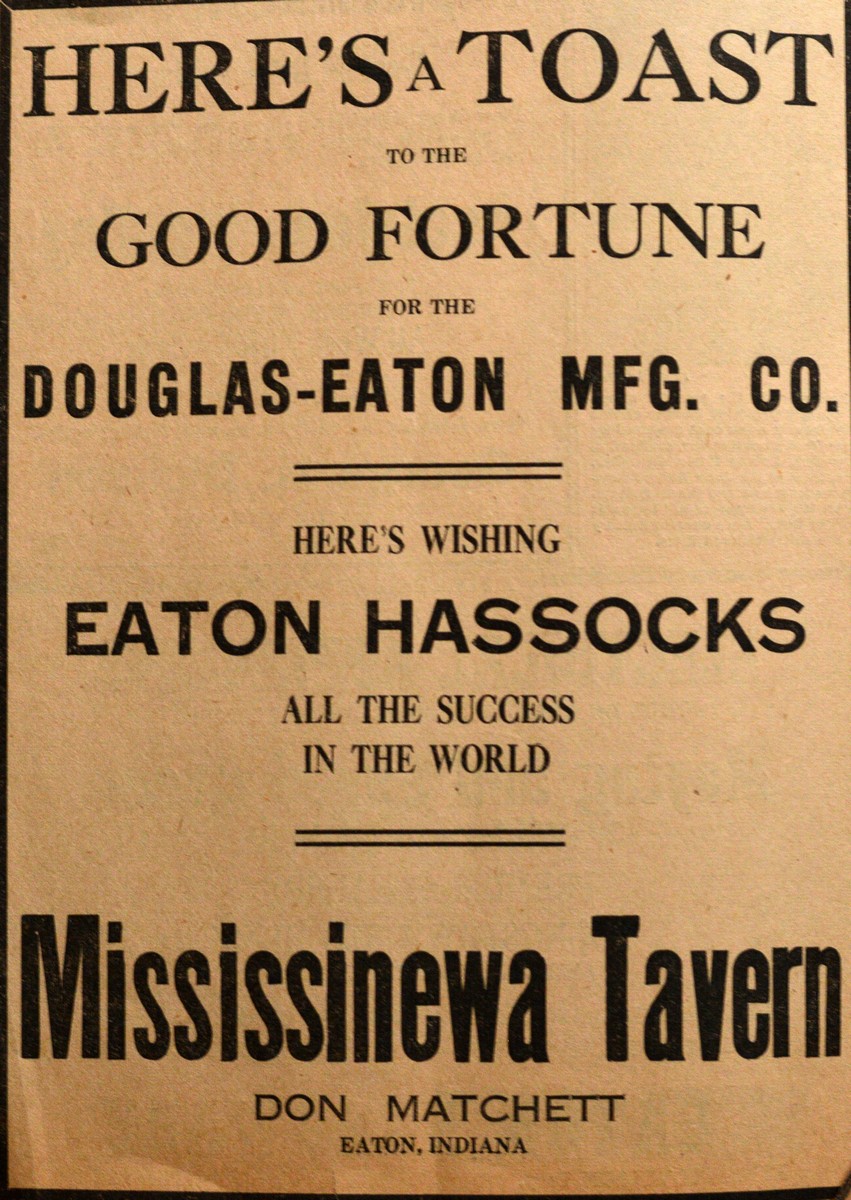 HERE'S A TOAST
TO THE
GOOD FORTUNE
FOR THE
DOUGLAS-EATON MFG. CO.
HERE'S WISHING
EATON HASSOCKS
ALL THE SUCCESS
IN THE WORLD
Mississinewa Tavern
DON MATCHETT
EATON, INDIANA